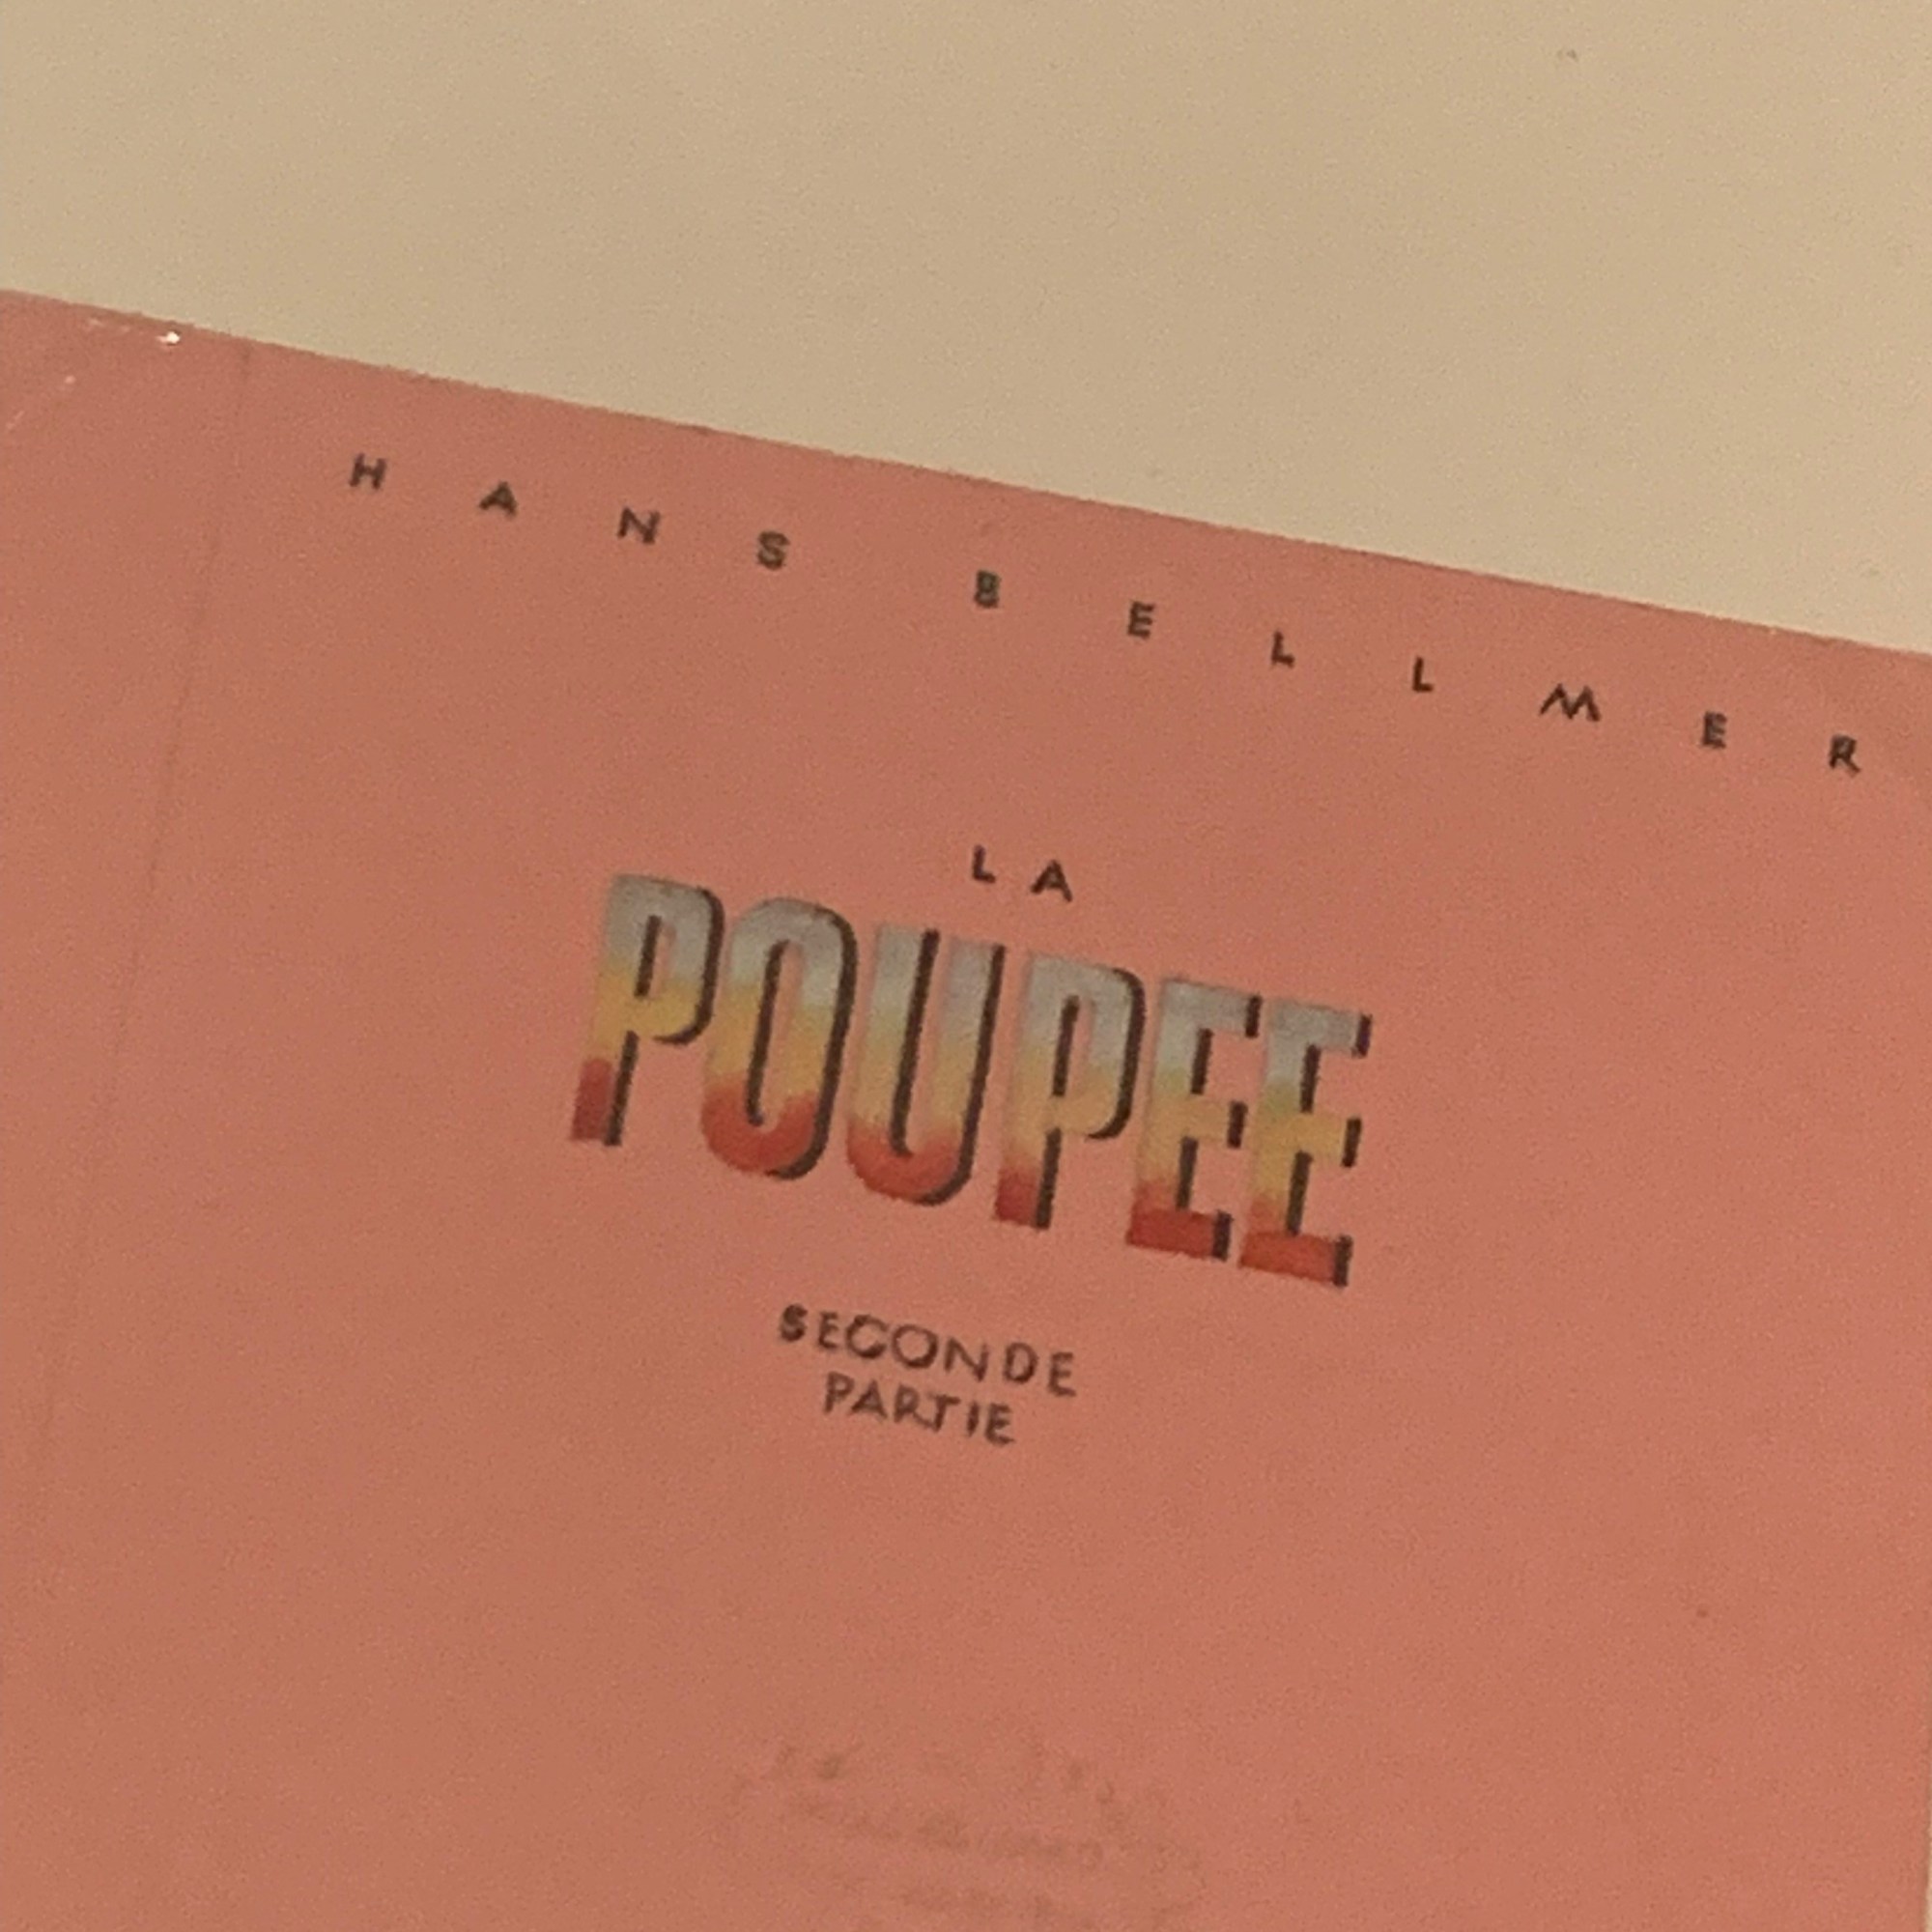 HANS BELLMER
LA
POUPEE
SECONDE
PARTIE